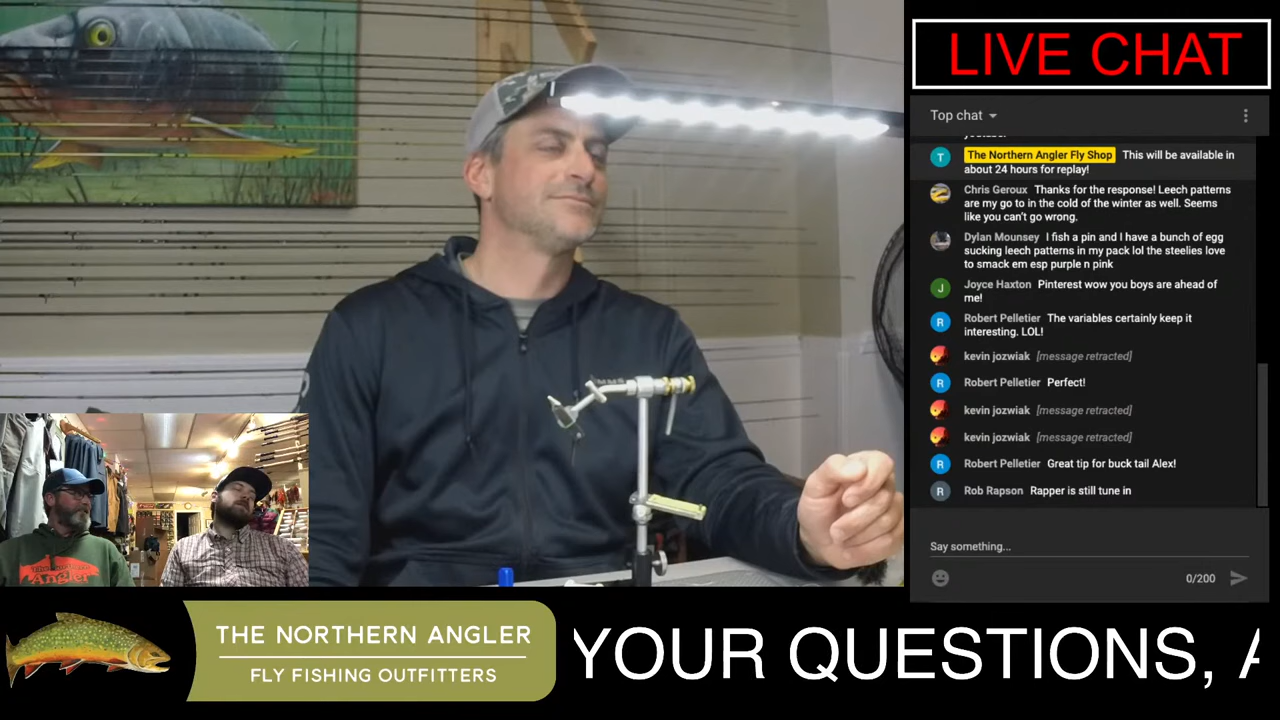 LIVE CHAT
Top chat
The Northern Angler Fly Shop This will be available in
about 24 hours for replay!
Chris Geroux Thanks for the response! Leech patterns
are my go to in the cold of the winter as well. Seems
like you can't go wrong.
Dylan Mounsey I fish a pin and I have a bunch of egg
sucking leech patterns in my pack lol the steelies love
to smack em esp purple n pink
Joyce Haxton Pinterest wow you boys are ahead of
me!
Robert Pelletier The variables certainly keep it
interesting. LOL!
kevin jozwiak [message retracted]
Robert Pelletier Perfect!
kevin jozwiak [message retracted]
kevin jozwiak [message retracted]
Robert Pelletier Great tip for buck tail Alex!
Rob Rapson Rapper is still tune in
Say something...
0/200
T
J
R
R
R
R
Angler
THE NORTHERN ANGLER
FLY FISHING OUTFITTERS
YOUR QUESTIONS, A